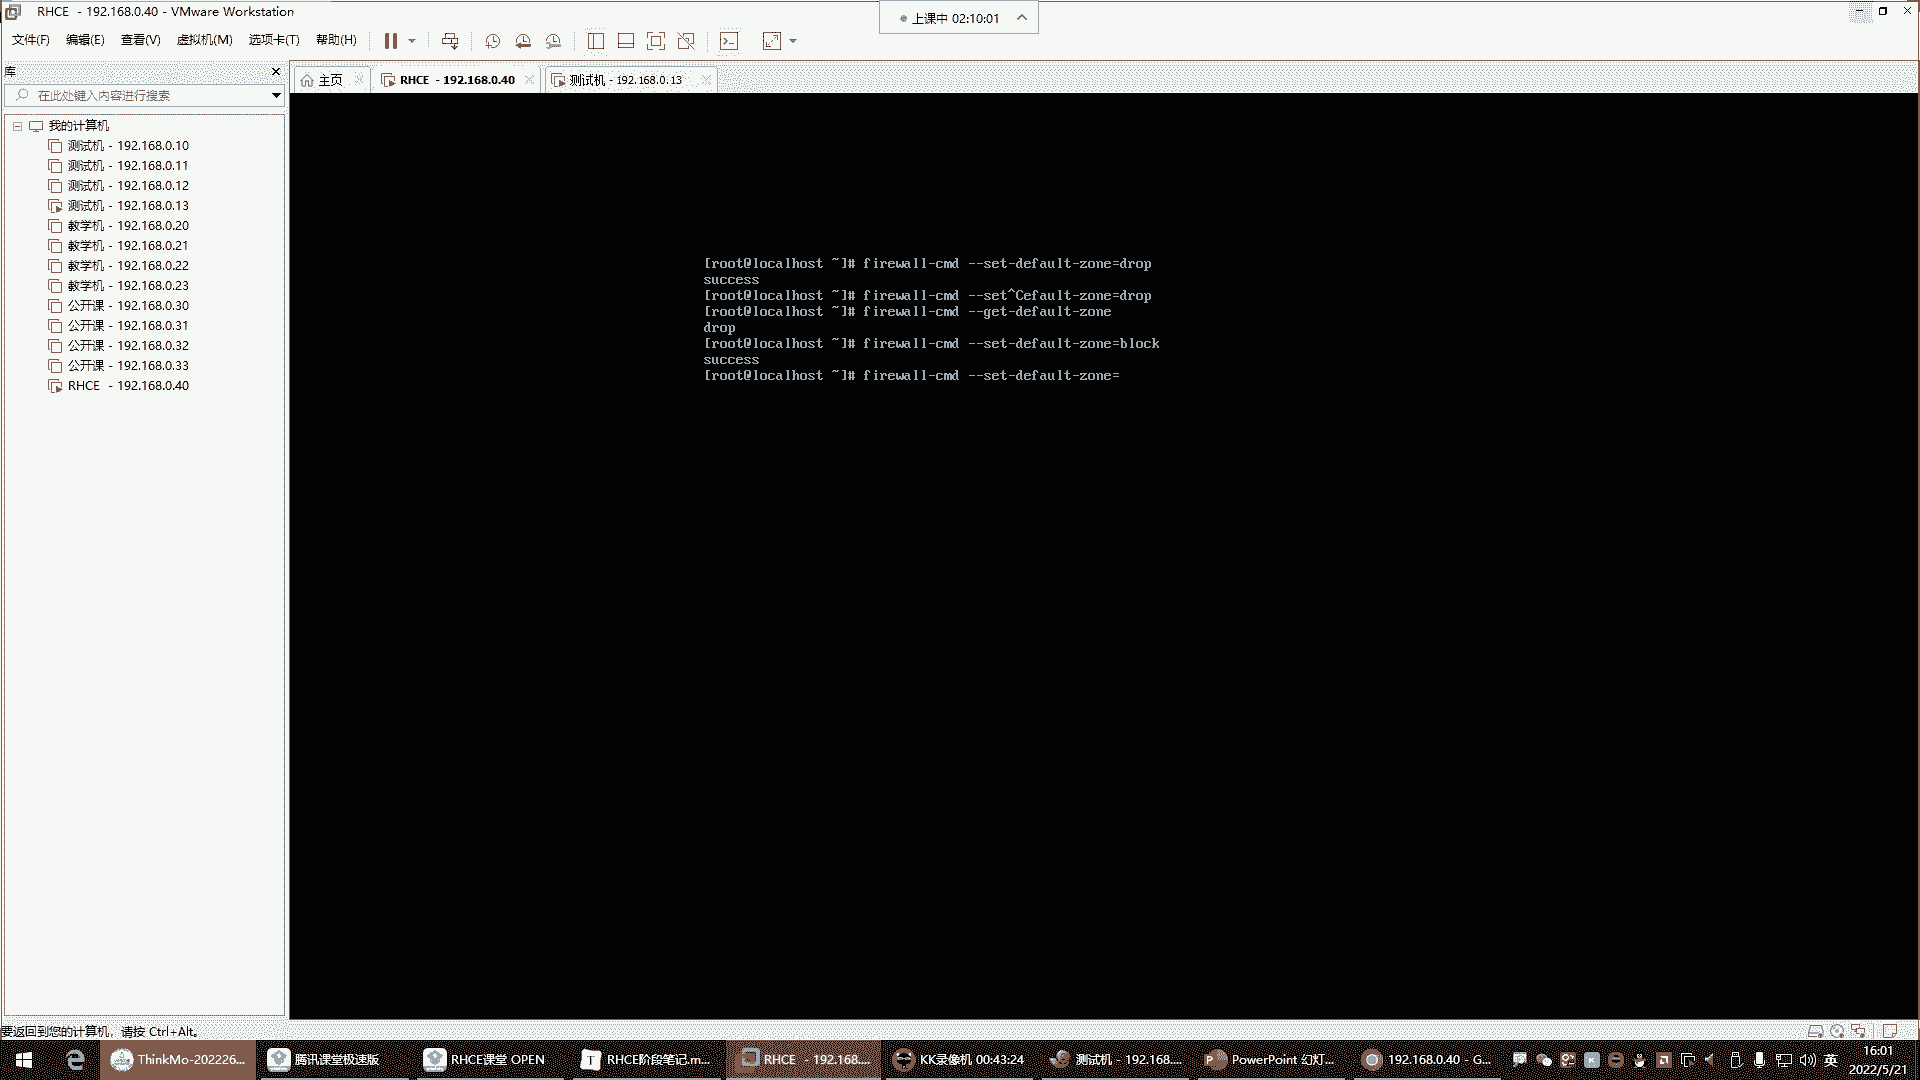 RHCE - 192.168.0.40 - VMware Workstation
上课中 02:10:01
文件(F) 编辑(E) 查看(V) 虚拟机(M) 选项卡(T) 帮助(H)
库
主页
RHCE - 192.168.0.40
测试机 - 192.168.0.13
在此处键入内容进行搜索
我的计算机
测试机 - 192.168.0.10
测试机 - 192.168.0.11
测试机 - 192.168.0.12
测试机 - 192.168.0.13
教学机 - 192.168.0.20
教学机 - 192.168.0.21
教学机 - 192.168.0.22
教学机 - 192.168.0.23
公开课 - 192.168.0.30
公开课 - 192.168.0.31
公开课 - 192.168.0.32
公开课 - 192.168.0.33
RHCE - 192.168.0.40
[root@localhost ~]# firewall-cmd --set-default-zone=drop
success
[root@localhost ~]# firewall-cmd --set^Cefault-zone=drop
[root@localhost ~]# firewall-cmd --get-default-zone
drop
[root@localhost ~]# firewall-cmd --set-default-zone=block
success
[root@localhost ~]# firewall-cmd --set-default-zone=
要返回到您的计算机，请按 Ctrl+Alt。
ThinkMo-202226...
腾讯课堂极速版
RHCE课堂 OPEN
RHCE阶段笔记.m...
RHCE - 192.168....
KK录像机 00:43:24
测试机 - 192.168....
PowerPoint 幻灯...
192.168.0.40 - G...
英
16:01
2022/5/21